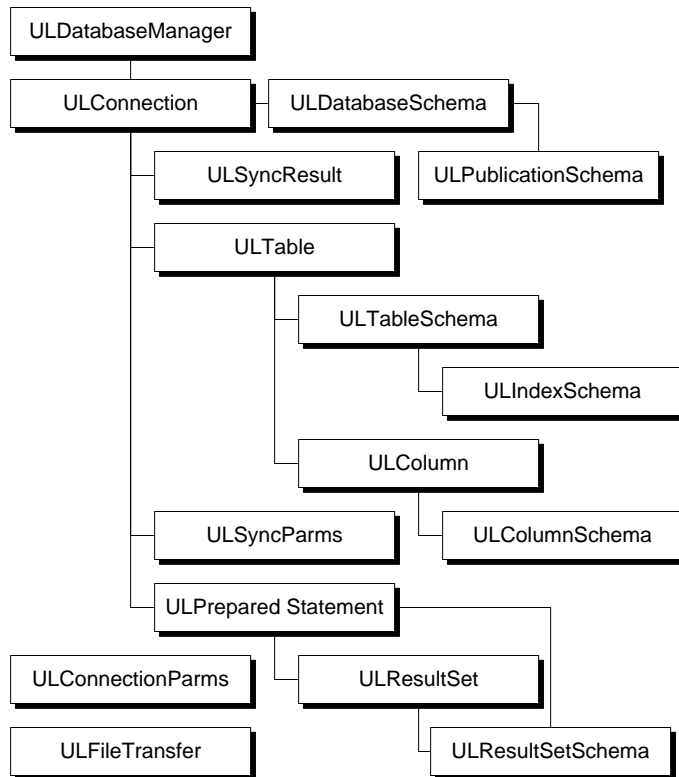 ULDatabaseManager
ULConnection
ULDatabaseSchema
ULSyncResult
ULPublicationSchema
ULTable
ULTableSchema
ULIndexSchema
ULColumn
ULSyncParms
ULColumnSchema
ULPrepared Statement
ULConnectionParms
ULResultSet
ULFileTransfer
ULResultSetSchema